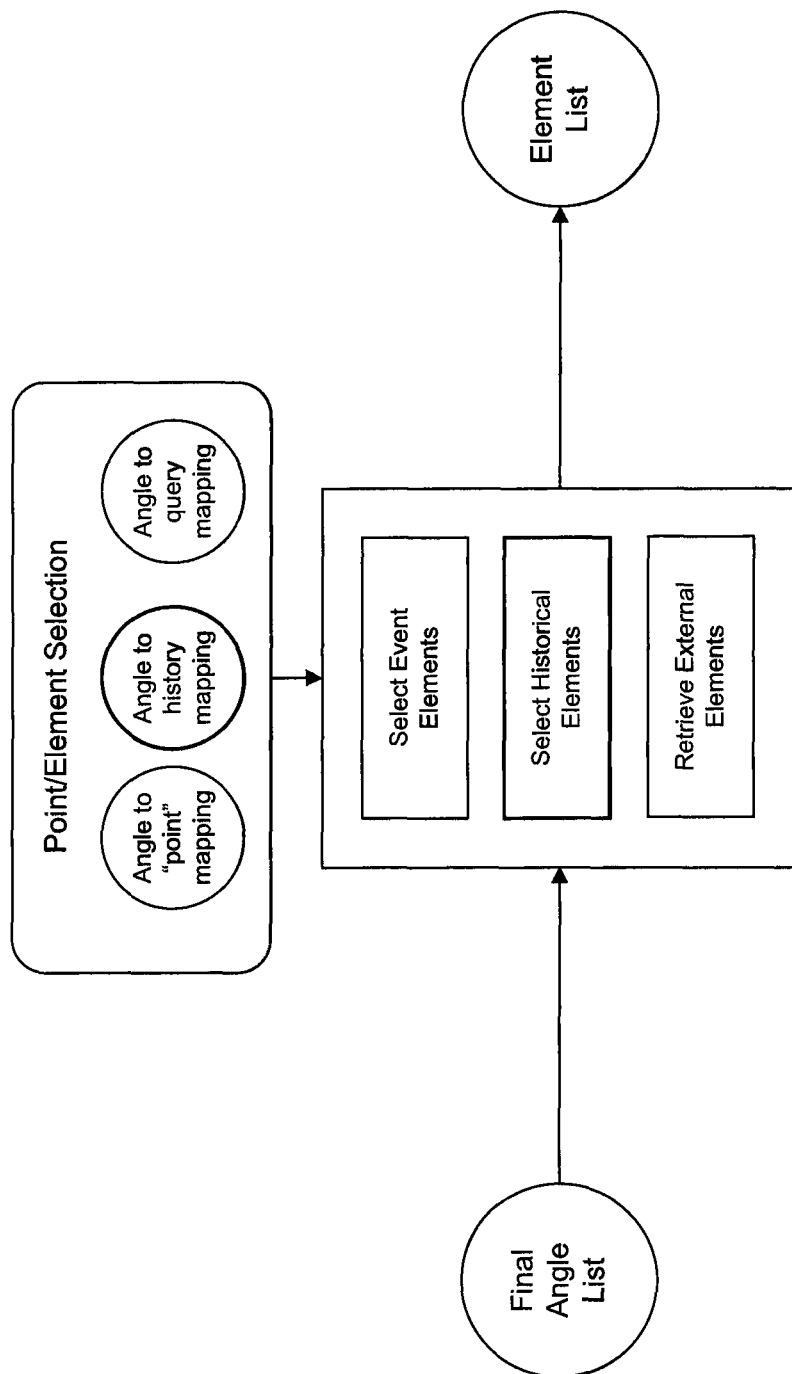 Point/Element Selection
Angle to
"point"
mapping
Angle to
history
mapping
Angle to
query
mapping
Select Event
Elements
Select Historical
Elements
Retrieve External
Elements
Final
Angle
List
Element
List